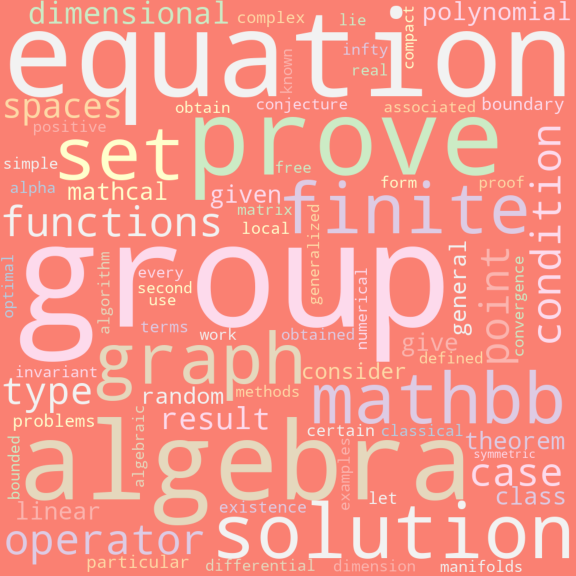 dimensional complex lie compact polynomial
equation
known infty real
spaces obtain conjecture associated boundary
positive
set prove
simple free
alpha mathcal given form proof
functions matrix finite condition
local generalized
group
optimal algorithm every second use numerical general point convergence
terms work obtained give
invariant graph consider defined
type random methods mathbb
problems result certain classical theorem
bounded algebraic algebra symmetric case
examples let class
linear existence solution
operator
particular differential dimension manifolds